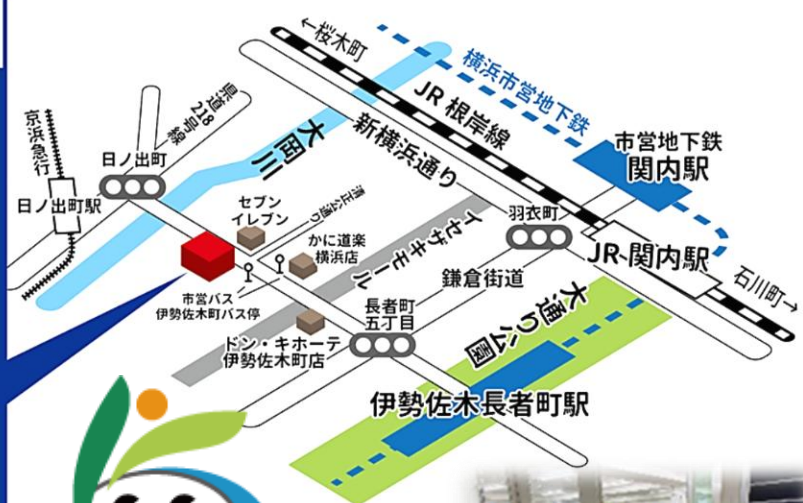 ←桜木町
横浜市営地下鉄
JR 根岸線
新横浜通り
市営地下鉄
関内駅
県道
218
号線
京浜急行
日ノ出町
日ノ出町駅
大岡川
セブン
イレブン
清正公通り
かに道楽
横浜店
イセザキモール
羽衣町
JR 関内駅
石川町→
鎌倉街道
市営バス
伊勢佐木町バス停
長者町
五丁目
大通り公園
ドン・キホーテ
伊勢佐木町店
伊勢佐木長者町駅